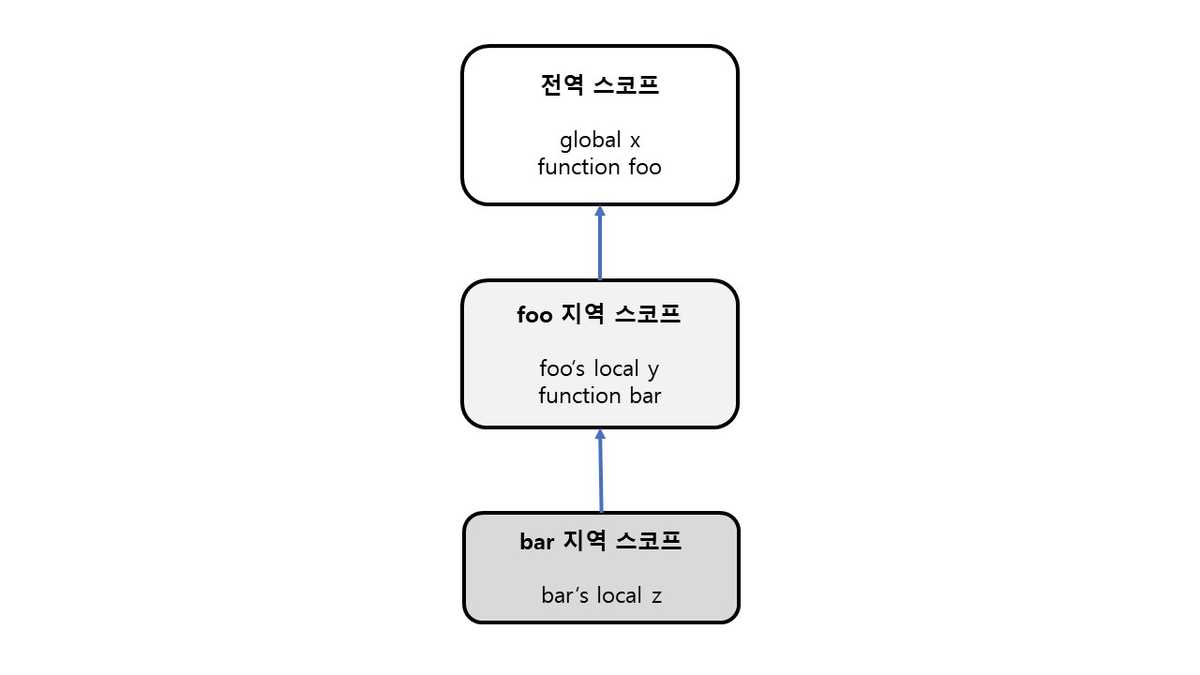 전역 스코프
global x
function foo
foo 지역 스코프
foo‘s local y
function bar
bar 지역 스코프
bar‘s local z